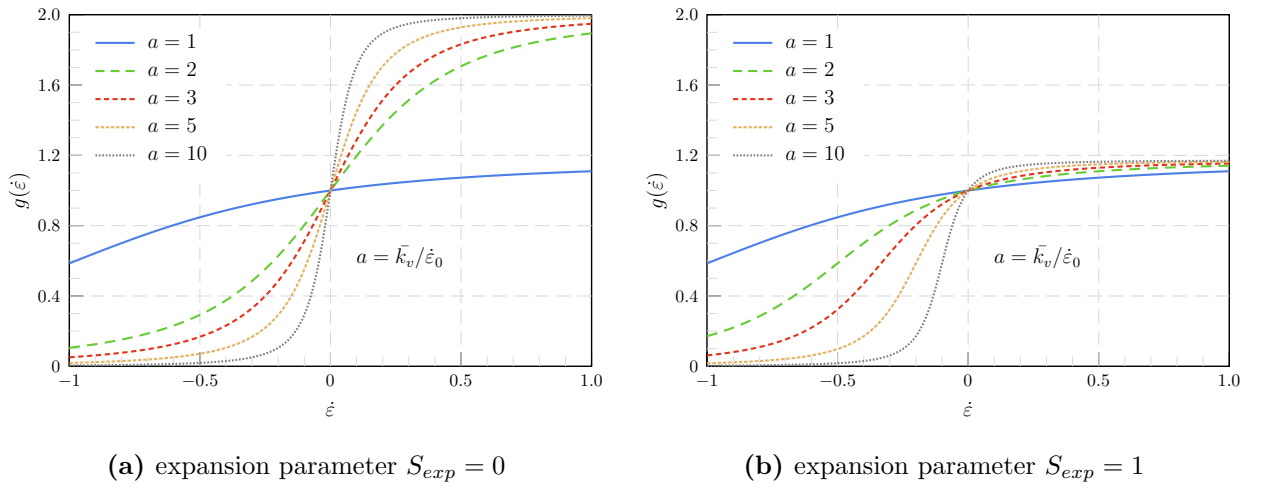 2.0
1.6
1.2
0.8
0.4
0
−1
−0.5
0
0.5
1.0
g(ε̇)
ε̇
a = 1
a = 2
a = 3
a = 5
a = 10
a = k̄_v/ε̇_0
(a) expansion parameter S_exp = 0
2.0
1.6
1.2
0.8
0.4
0
−1
−0.5
0
0.5
1.0
g(ε̇)
ε̇
a = 1
a = 2
a = 3
a = 5
a = 10
a = k̄_v/ε̇_0
(b) expansion parameter S_exp = 1